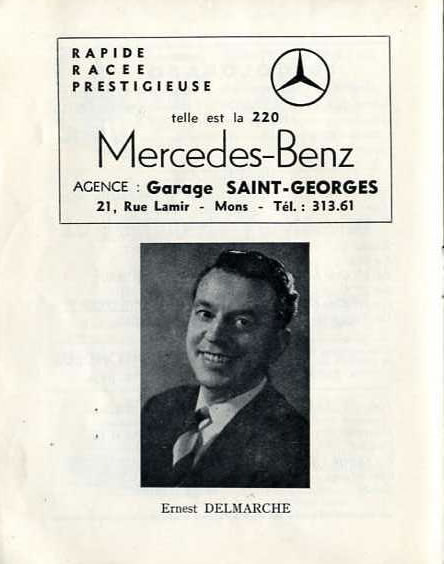 RAPIDE
RACEE
PRESTIGIEUSE
telle est la 220
Mercedes-Benz
AGENCE : Garage SAINT-GEORGES
21, Rue Lamir - Mons - Tél. : 313.61
Ernest DELMARCHE